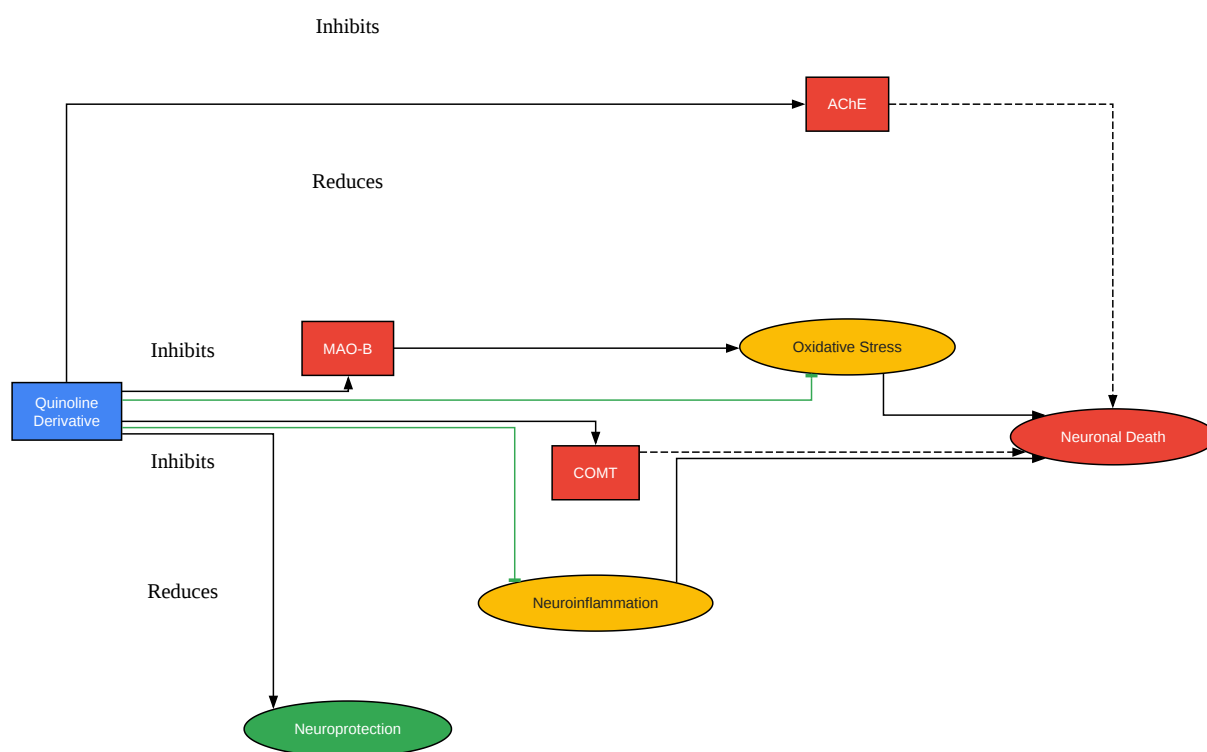 Inhibits
AChE
Reduces
Inhibits
MAO-B
Oxidative Stress
Quinoline
Derivative
Neuronal Death
Inhibits
COMT
Reduces
Neuroinflammation
Neuroprotection